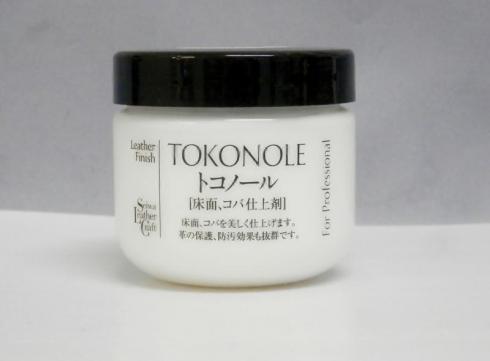 Leather
Finish
TOKONOLE
トコノール
[床面、コバ仕上剤]
床面、コバを美しく仕上げます。
革の保護、防汚効果も抜群です。
Seiwa
Leather
Craft
For Professional